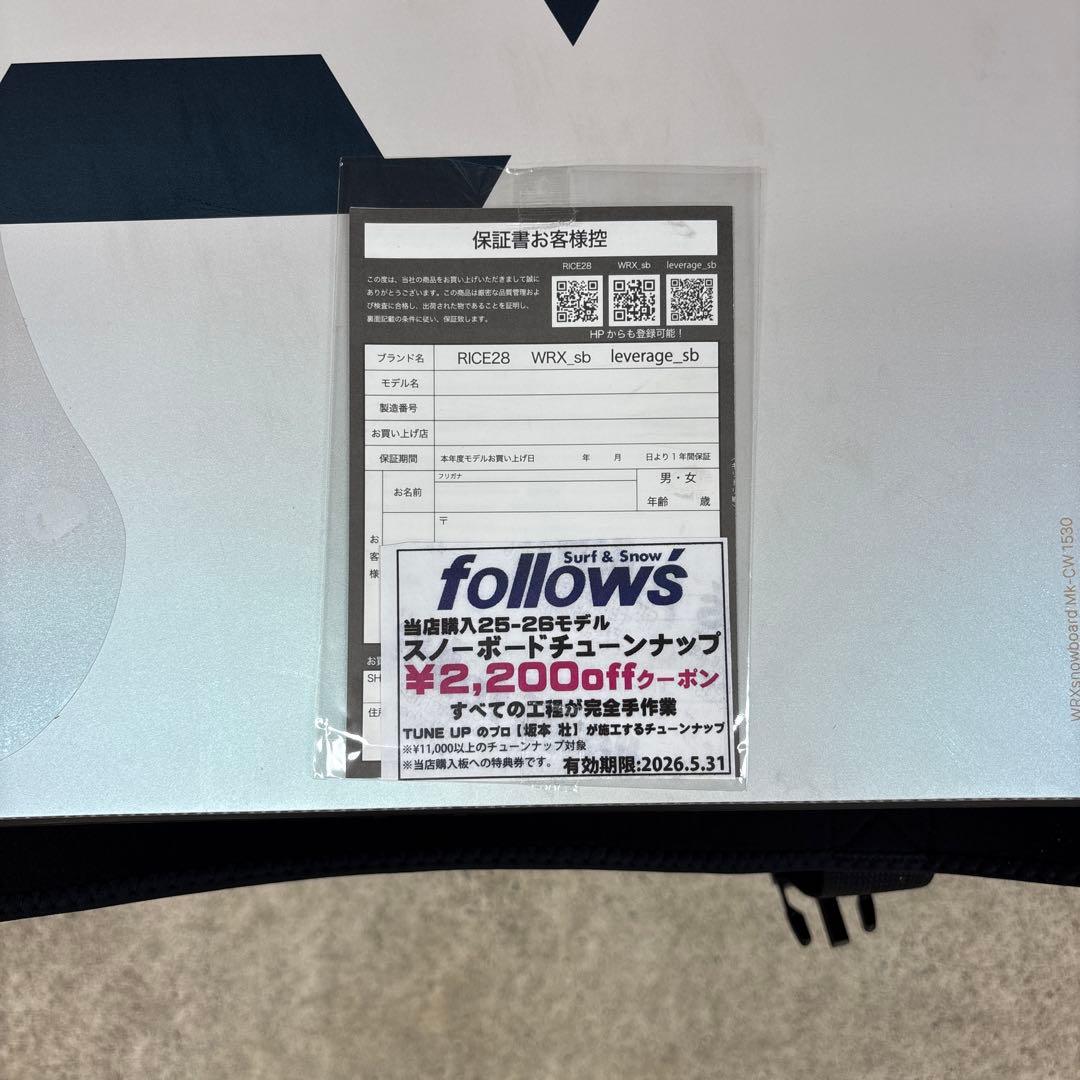 保証書お客様控
RICE28 WRX_sb leverage_sb
この度は、当社の商品をお買い上げいただきまして誠に
ありがとうございます。この商品は厳密な品質管理およ
び検査に合格し、出荷された物であることを証明し、
裏面記載の条件に従い、保証致します。
HPからも登録可能！
ブランド名 RICE28 WRX_sb leverage_sb
モデル名
製造番号
お買い上げ店
保証期間 本年度モデルお買い上げ日 年 月 日より1年間保証
フリガナ
お名前
男・女
年齢 歳
〒
お
客
様
お買
SH
住所
Surf & Snow
follow's
当店購入25-26モデル
スノーボードチューンナップ
¥2,200offクーポン
すべての工程が完全手作業
TUNE UP のプロ【坂本 壮】が施工するチューンナップ
※¥11,000以上のチューンナップ対象
※当店購入板への特典券です。 有効期限:2026.5.31
WRXsnowboard:Mk-CW1530